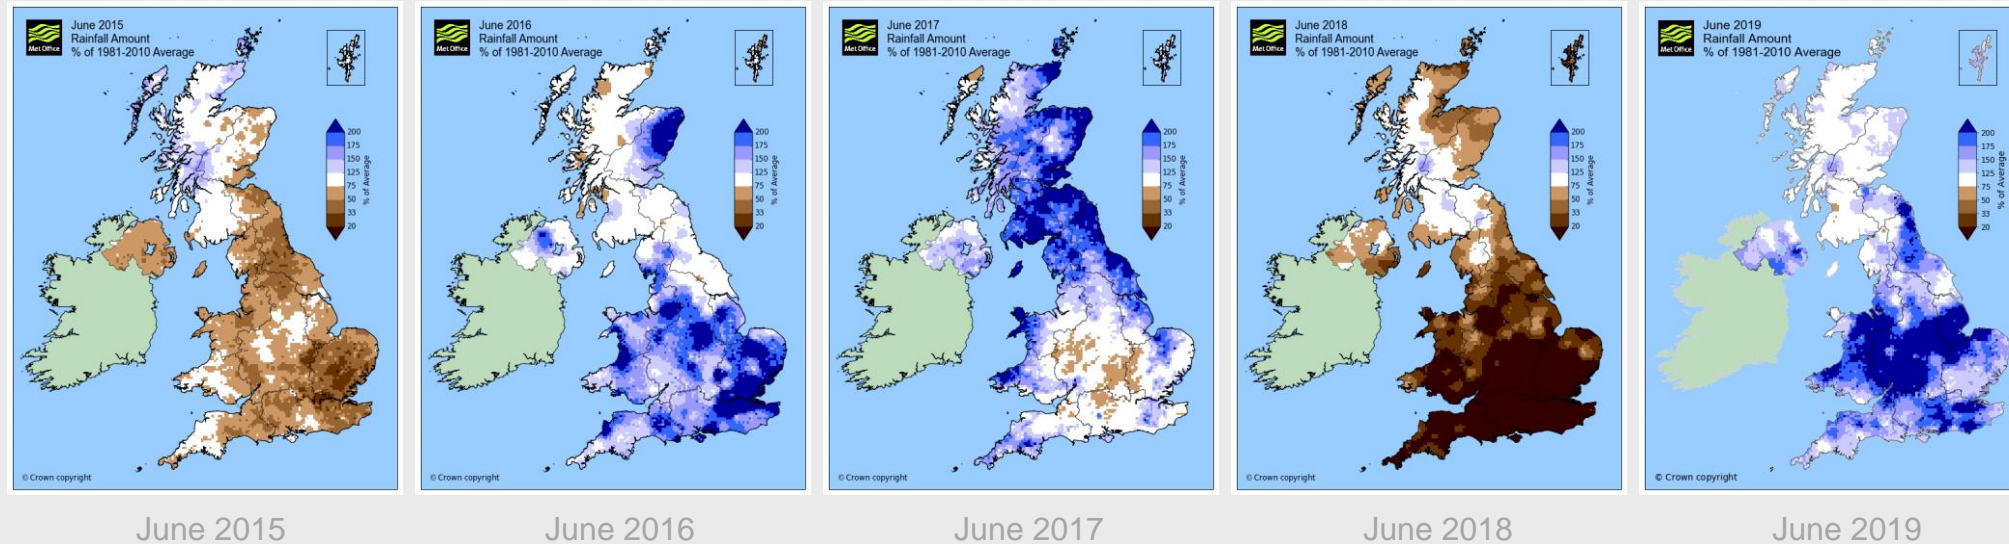 June 2015
Rainfall Amount
% of 1981-2010 Average
Met Office
200
175
150
125
75
50
33
20
% of Average
© Crown copyright
June 2015
June 2016
Rainfall Amount
% of 1981-2010 Average
Met Office
200
175
150
125
75
50
33
20
% of Average
© Crown copyright
June 2016
June 2017
Rainfall Amount
% of 1981-2010 Average
Met Office
200
175
150
125
75
50
33
20
% of Average
© Crown copyright
June 2017
June 2018
Rainfall Amount
% of 1981-2010 Average
Met Office
200
175
150
125
75
50
33
20
% of Average
© Crown copyright
June 2018
June 2019
Rainfall Amount
% of 1981-2010 Average
Met Office
200
175
150
125
75
50
33
20
% of Average
© Crown copyright
June 2019